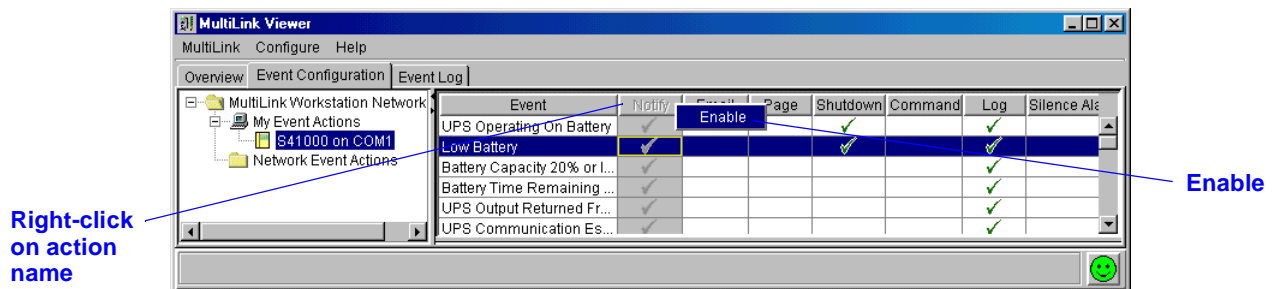 MultiLink Viewer
MultiLink Configure Help
Overview Event Configuration Event Log
MultiLink Workstation Network
My Event Actions
S41000 on COM1
Network Event Actions
Event Notify Email Page Shutdown Command Log Silence Ala
Enable
UPS Operating On Battery
Low Battery
Battery Capacity 20% or l...
Battery Time Remaining ...
UPS Output Returned Fr...
UPS Communication Es...
Right-click
on action
name
Enable